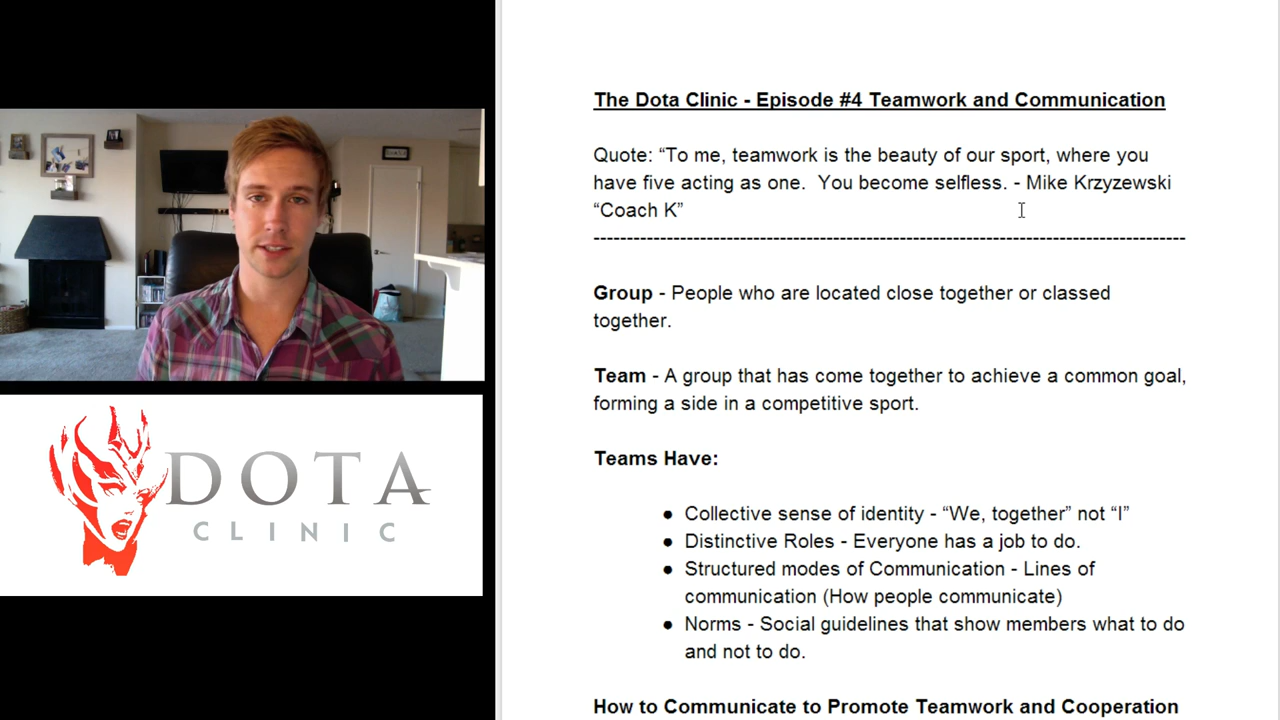 The Dota Clinic - Episode #4 Teamwork and Communication
Quote: “To me, teamwork is the beauty of our sport, where you
have five acting as one.  You become selfless. - Mike Krzyzewski
“Coach K”
--------------------------------------------------------------------------------
Group - People who are located close together or classed
together.
Team - A group that has come together to achieve a common goal,
forming a side in a competitive sport.
Teams Have:
● Collective sense of identity - “We, together” not “I”
● Distinctive Roles - Everyone has a job to do.
● Structured modes of Communication - Lines of
communication (How people communicate)
● Norms - Social guidelines that show members what to do
and not to do.
How to Communicate to Promote Teamwork and Cooperation
DOTA
CLINIC